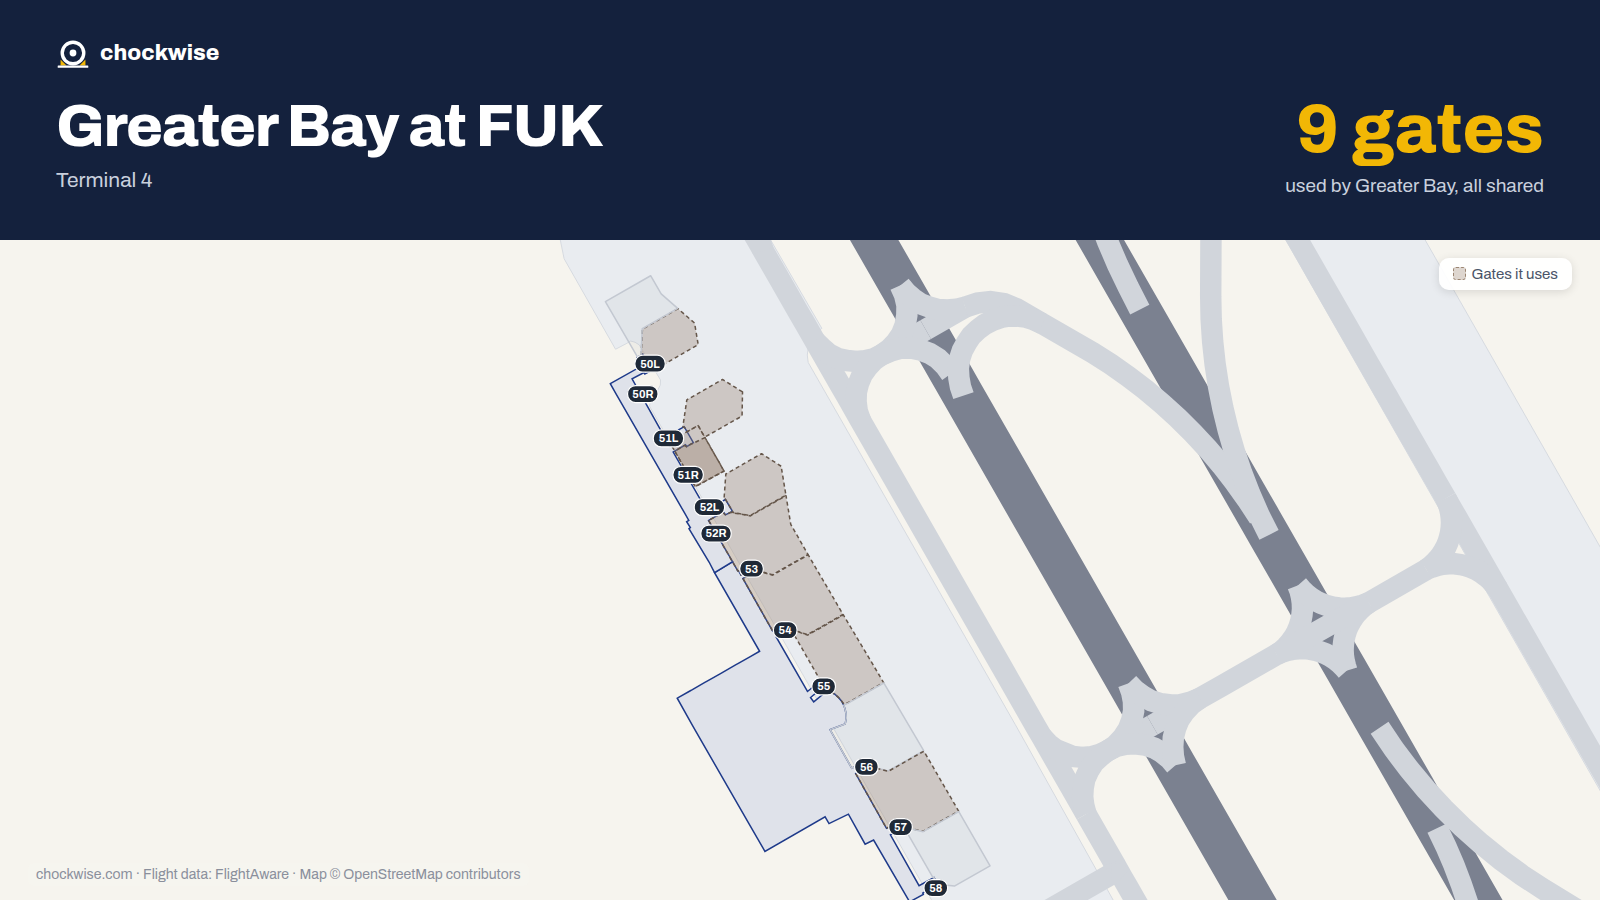 chockwise
Greater Bay at FUK
Terminal 4
9 gates
used by Greater Bay, all shared
Gates it uses
50L
50R
51L
51R
52L
52R
53
54
55
56
57
58
chockwise.com · Flight data: FlightAware · Map © OpenStreetMap contributors